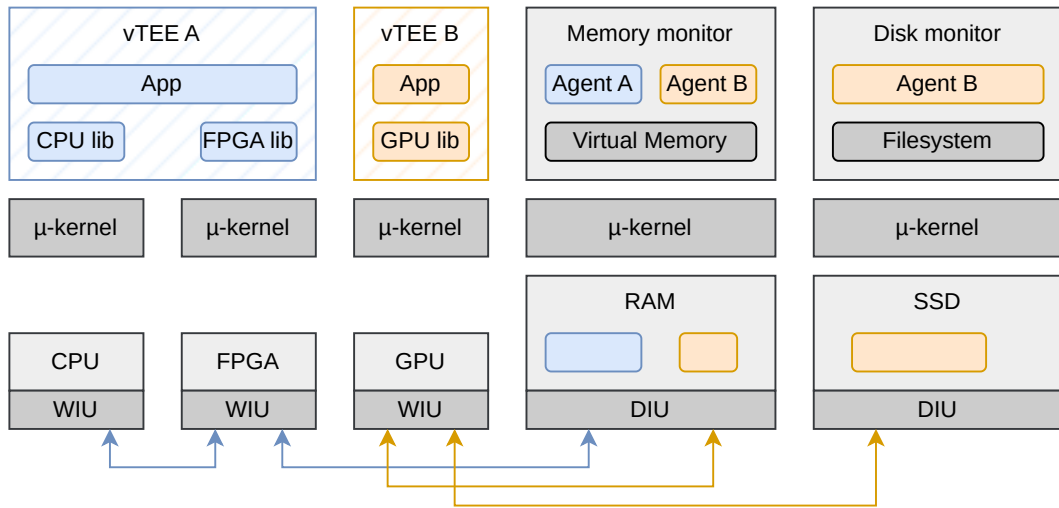 vTEE A
vTEE B
Memory monitor
Disk monitor
App
App
Agent A
Agent B
Agent B
CPU lib
FPGA lib
GPU lib
Virtual Memory
Filesystem
µ-kernel
µ-kernel
µ-kernel
µ-kernel
µ-kernel
RAM
SSD
CPU
FPGA
GPU
WIU
WIU
WIU
DIU
DIU